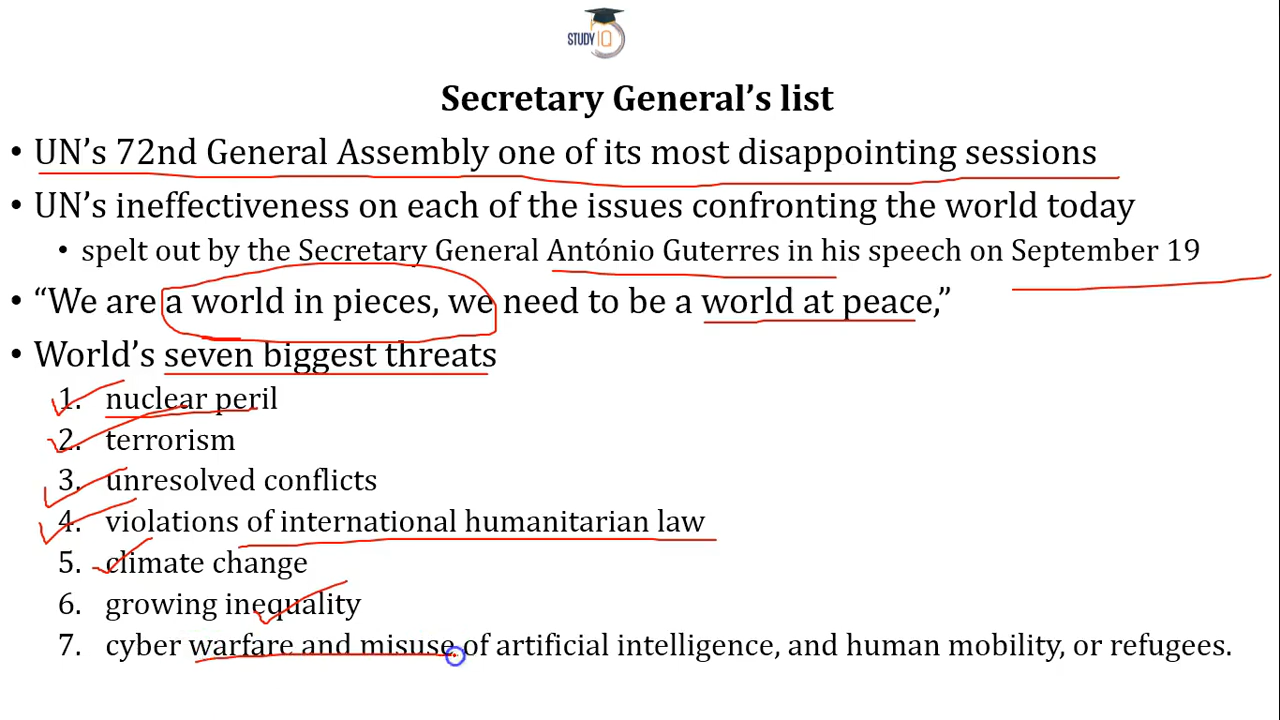 STUDY IQ
Secretary General’s list
• UN’s 72nd General Assembly one of its most disappointing sessions
• UN’s ineffectiveness on each of the issues confronting the world today
• spelt out by the Secretary General António Guterres in his speech on September 19
• “We are a world in pieces, we need to be a world at peace,”
• World’s seven biggest threats
1. nuclear peril
2. terrorism
3. unresolved conflicts
4. violations of international humanitarian law
5. climate change
6. growing inequality
7. cyber warfare and misuse of artificial intelligence, and human mobility, or refugees.